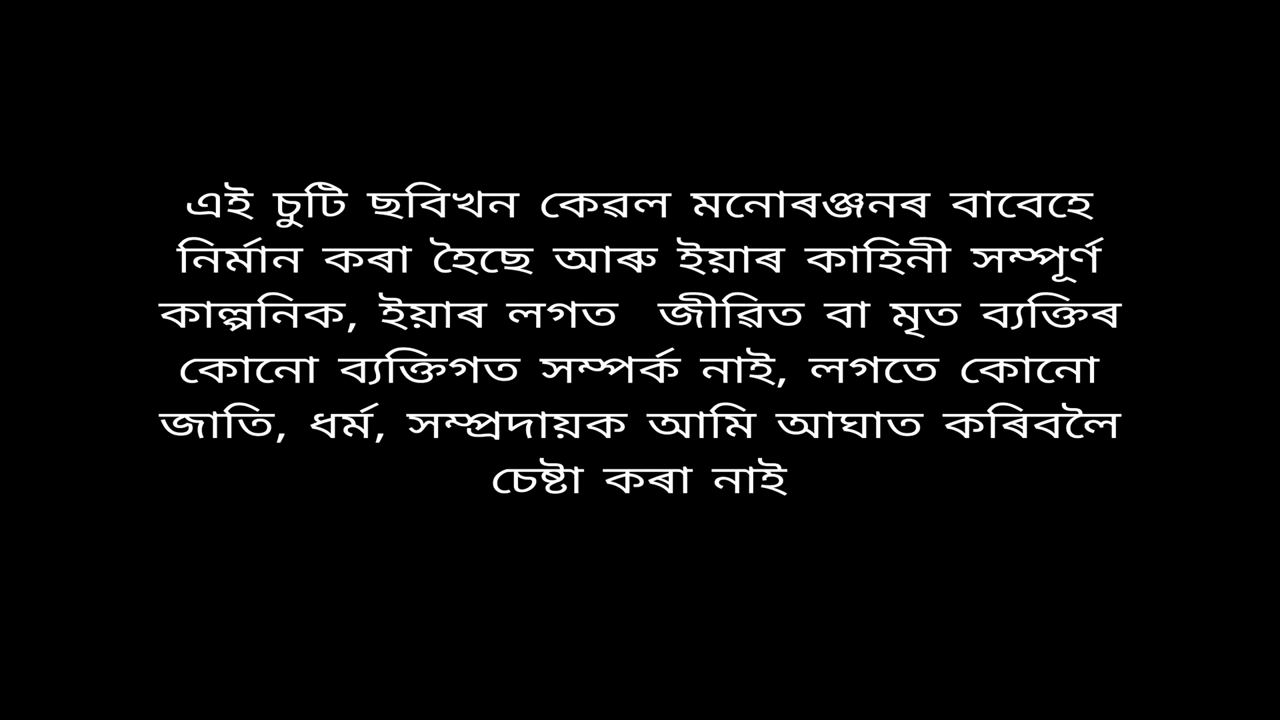 এই চুটি ছবিখন কেৱল মনোৰঞ্জনৰ বাবেহে
নিৰ্মান কৰা হৈছে আৰু ইয়াৰ কাহিনী সম্পূৰ্ণ
কাল্পনিক, ইয়াৰ লগত জীৱিত বা মৃত ব্যক্তিৰ
কোনো ব্যক্তিগত সম্পৰ্ক নাই, লগতে কোনো
জাতি, ধৰ্ম, সম্প্ৰদায়ক আমি আঘাত কৰিবলৈ
চেষ্টা কৰা নাই